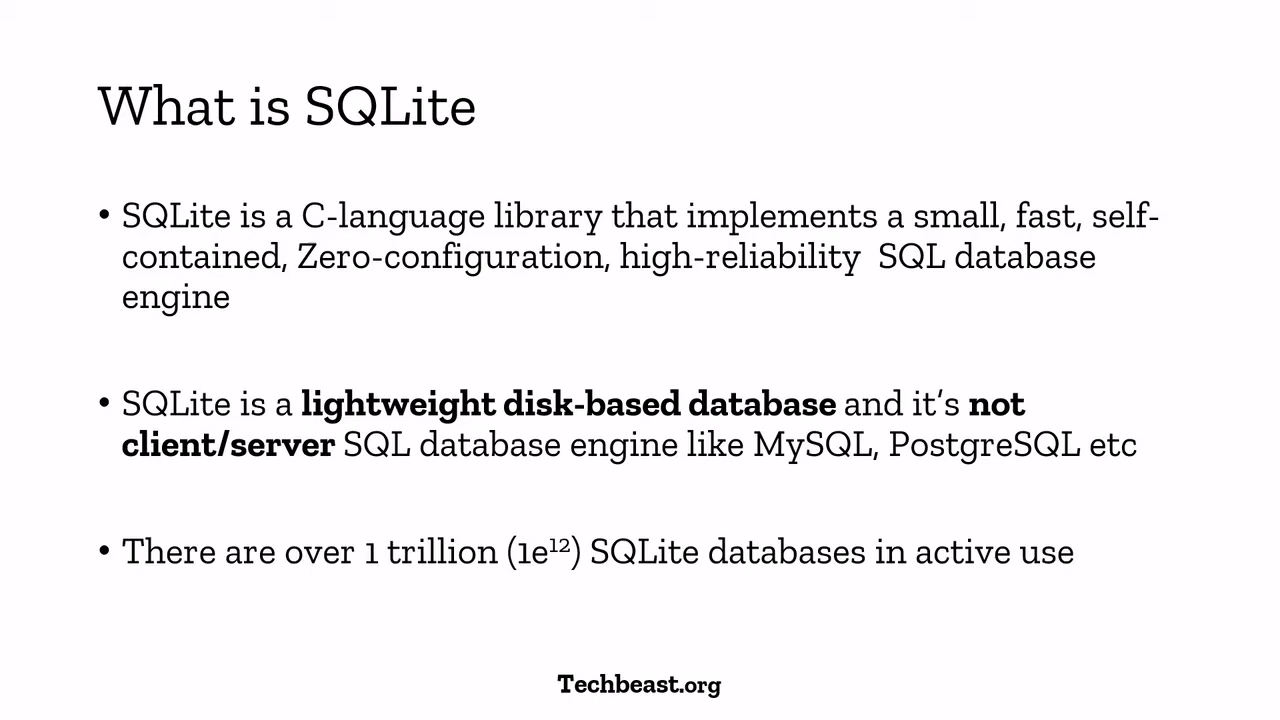 What is SQLite
• SQLite is a C-language library that implements a small, fast, self-
contained, Zero-configuration, high-reliability  SQL database
engine
• SQLite is a lightweight disk-based database and it’s not
client/server SQL database engine like MySQL, PostgreSQL etc
• There are over 1 trillion (1e¹²) SQLite databases in active use
Techbeast.org